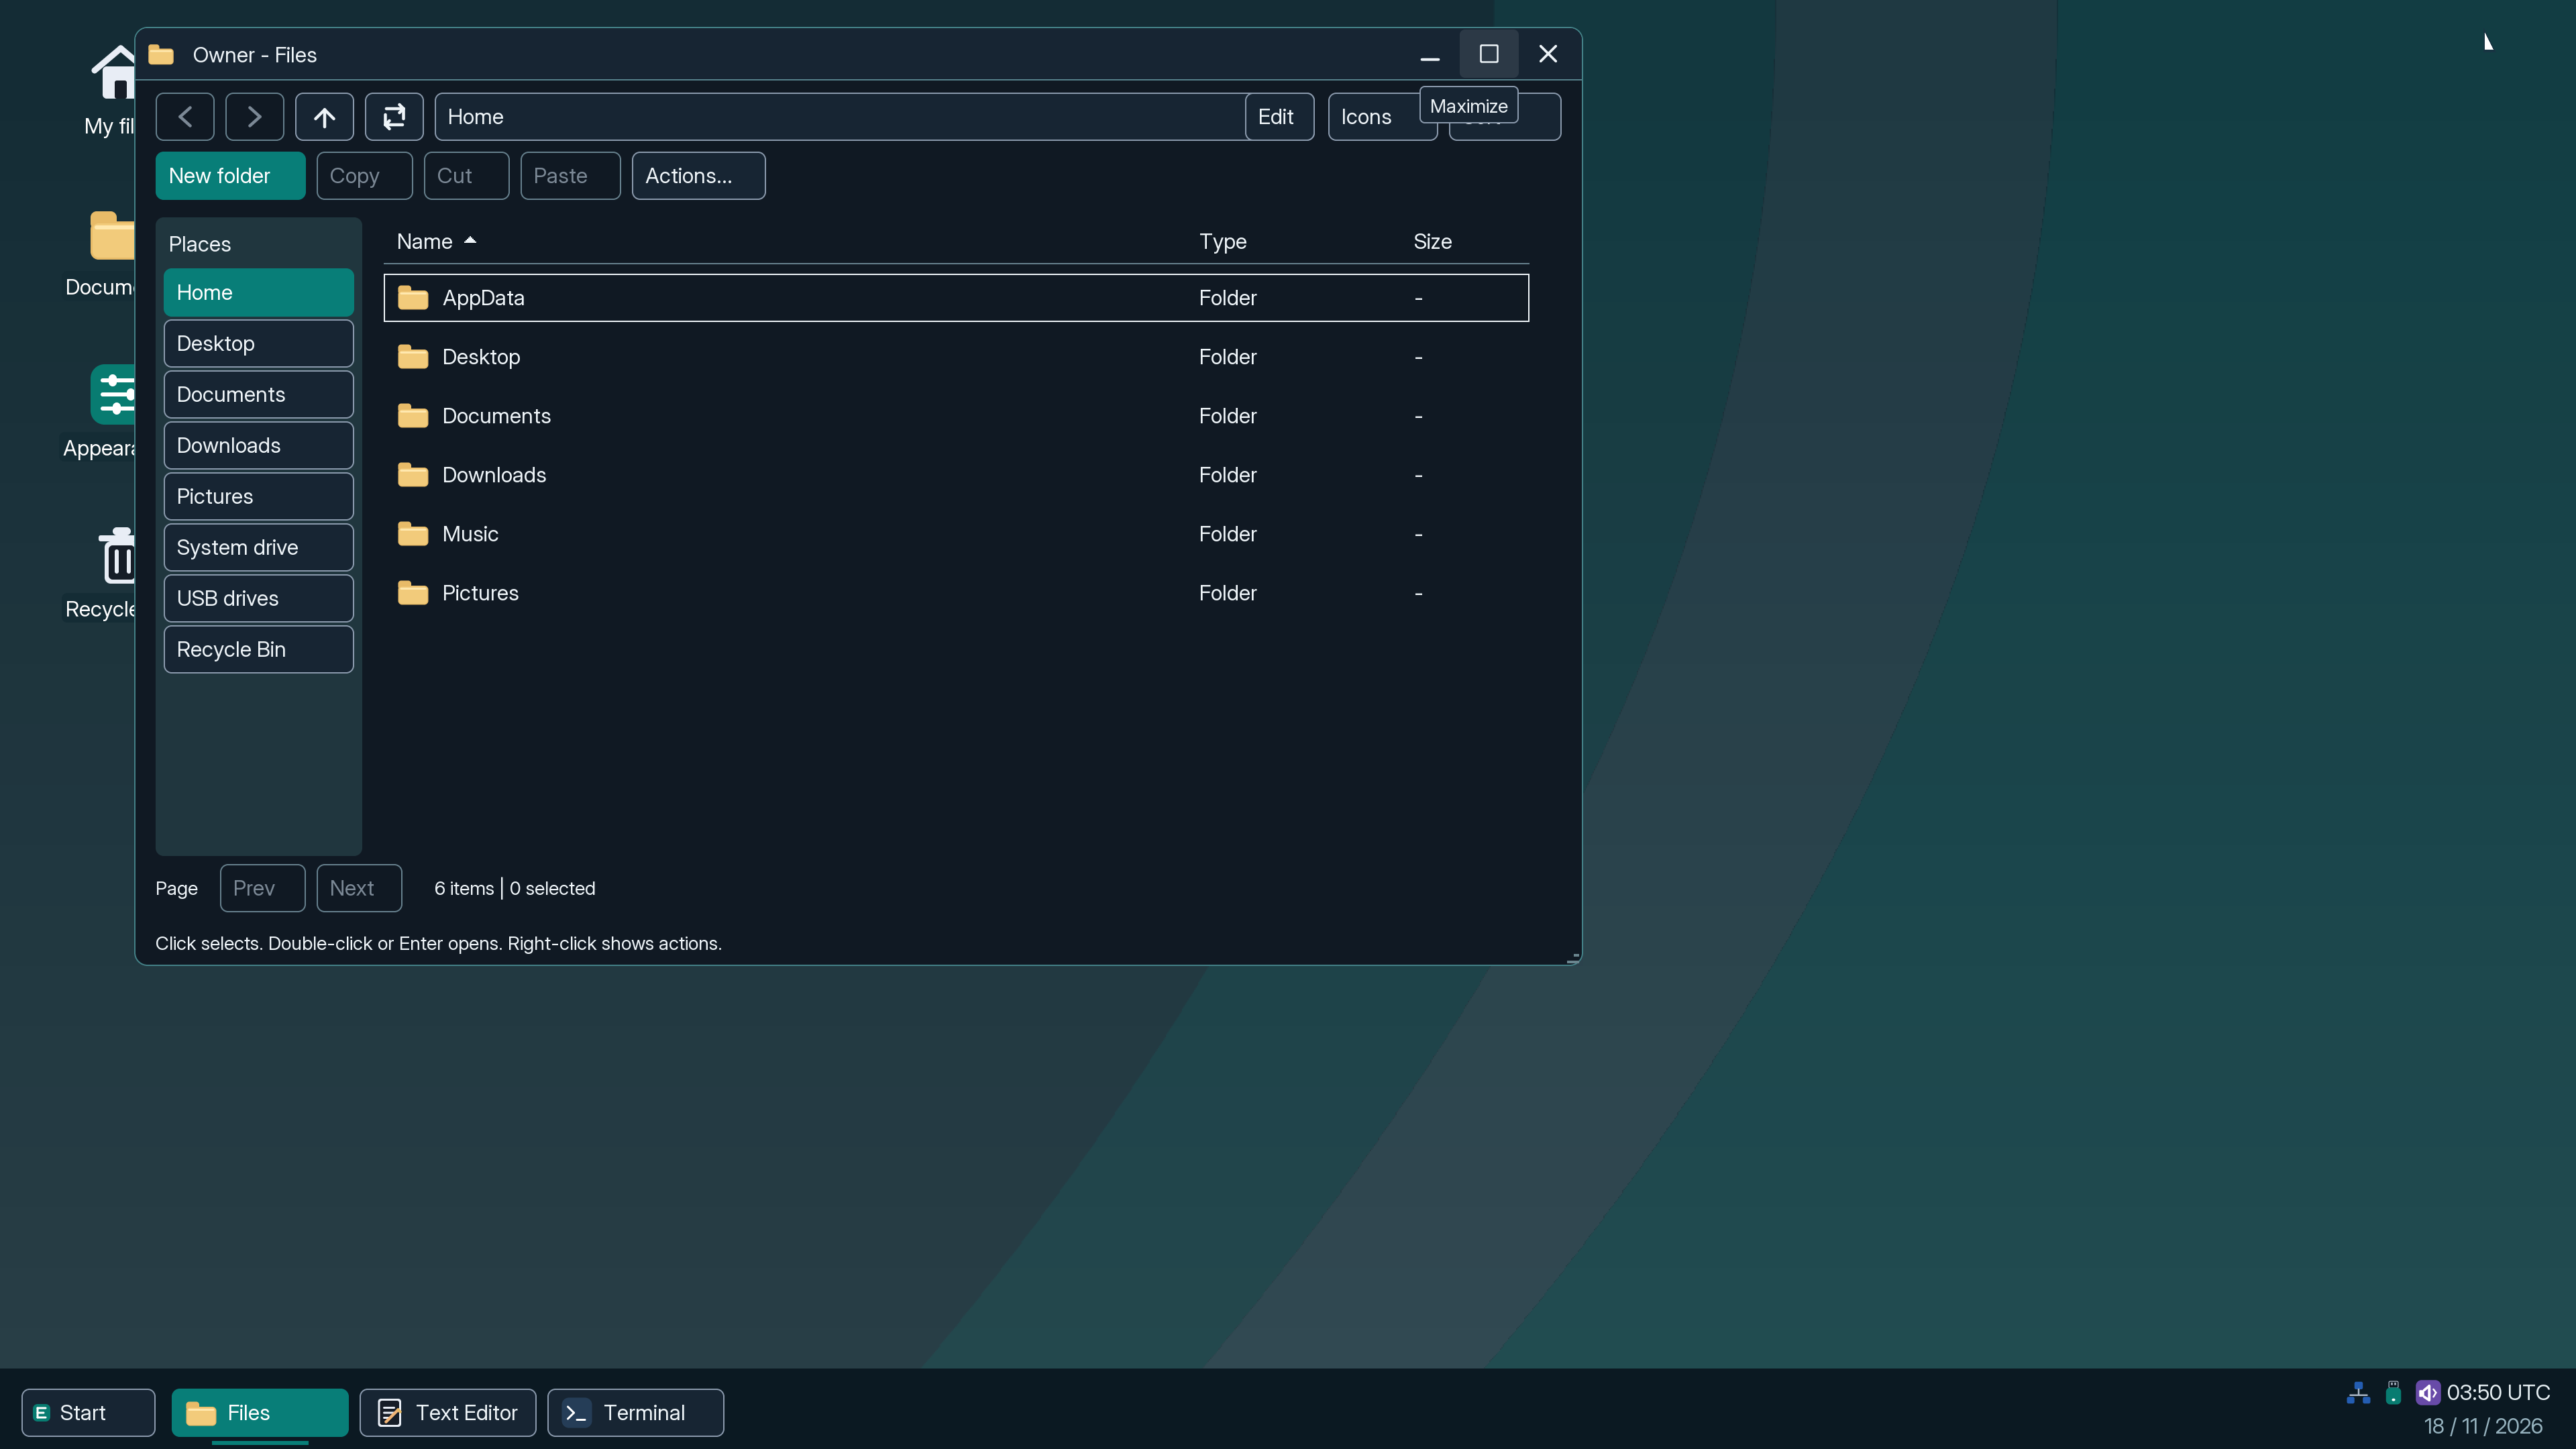 Owner - Files
My fil
Home
Edit
Icons
Maximize
New folder
Copy
Cut
Paste
Actions...
Places
Home
Desktop
Documents
Downloads
Pictures
System drive
USB drives
Recycle Bin
Name
Type
Size
AppData
Folder
-
Desktop
Folder
-
Documents
Folder
-
Downloads
Folder
-
Music
Folder
-
Pictures
Folder
-
Docum
Appeara
Recycle
Page
Prev
Next
6 items | 0 selected
Click selects. Double-click or Enter opens. Right-click shows actions.
E Start
Files
Text Editor
Terminal
03:50 UTC
18 / 11 / 2026